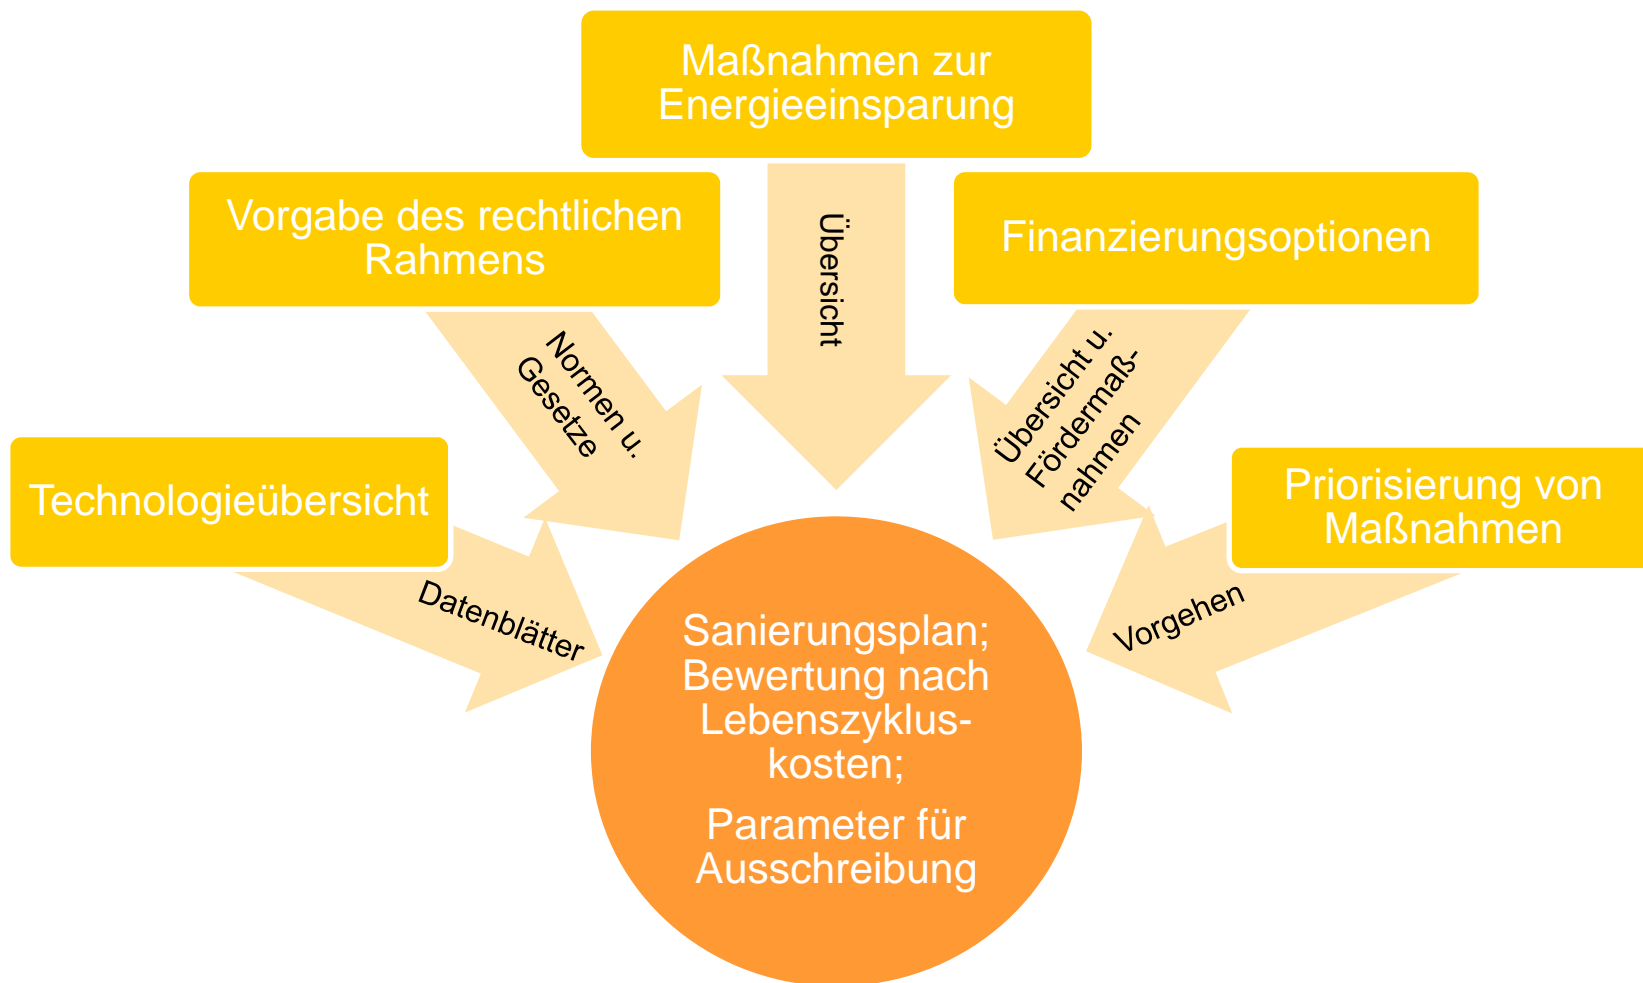 Maßnahmen zur
Energieeinsparung
Vorgabe des rechtlichen
Rahmens
Finanzierungsoptionen
Übersicht
Normen u.
Gesetze
Übersicht u.
Fördermaß-
nahmen
Technologieübersicht
Priorisierung von
Maßnahmen
Datenblätter
Vorgehen
Sanierungsplan;
Bewertung nach
Lebenszyklus-
kosten;
Parameter für
Ausschreibung